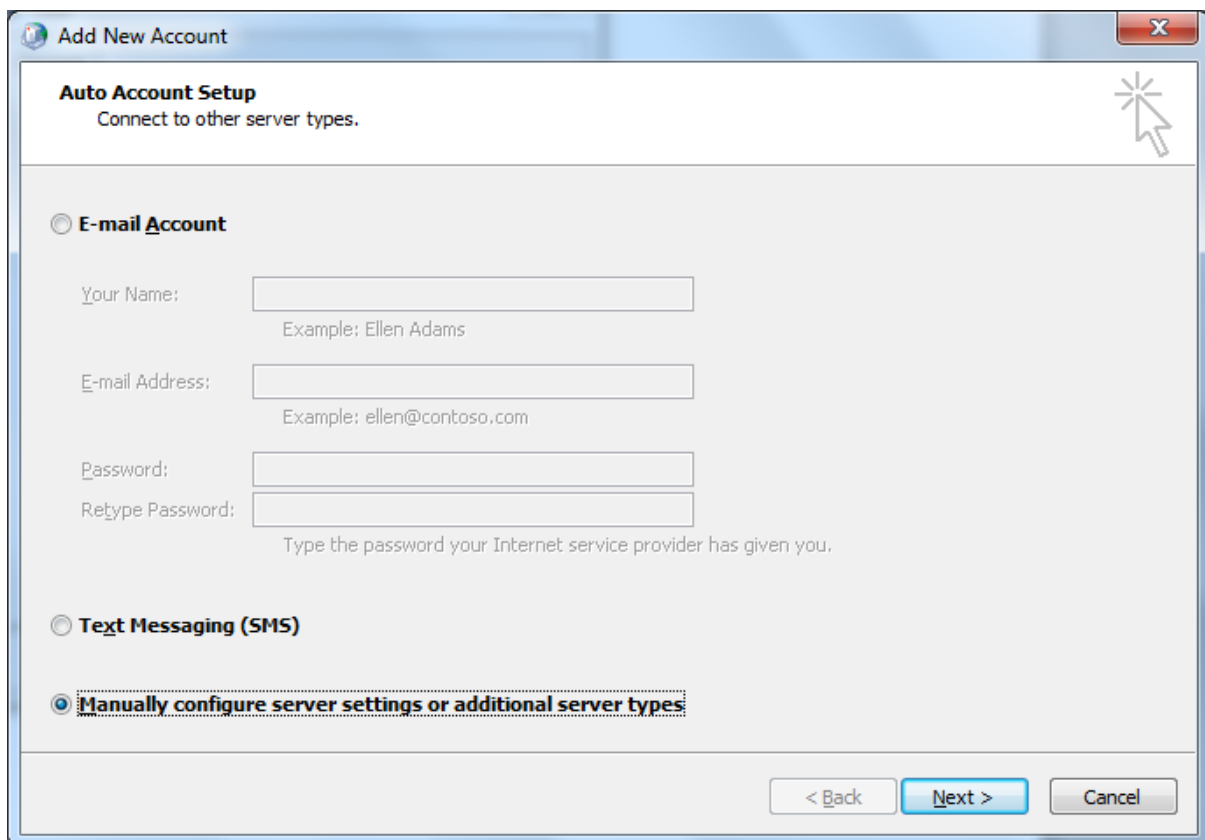 Add New Account
Auto Account Setup
Connect to other server types.
E-mail Account
Your Name:
Example: Ellen Adams
E-mail Address:
Example: ellen@contoso.com
Password:
Retype Password:
Type the password your Internet service provider has given you.
Text Messaging (SMS)
Manually configure server settings or additional server types
< Back Next > Cancel